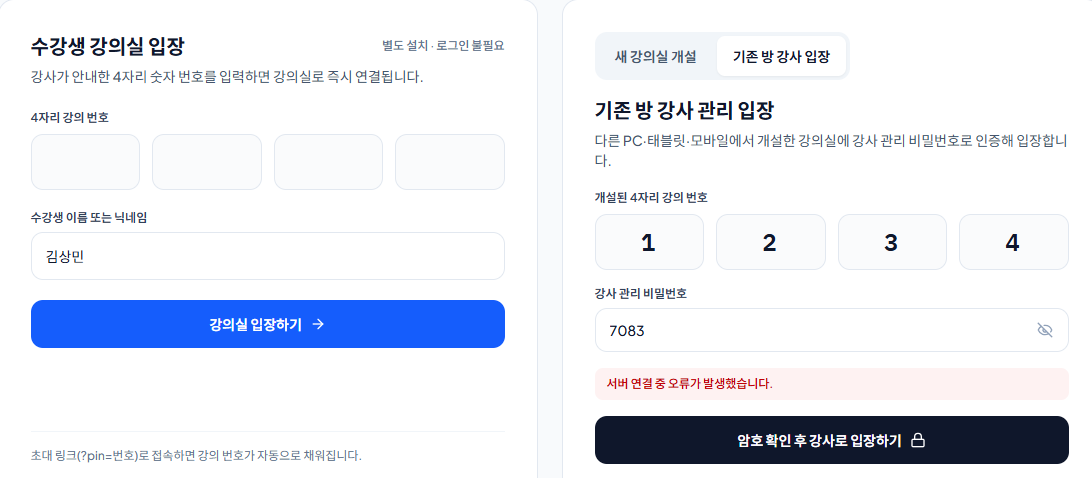 수강생 강의실 입장
별도 설치 · 로그인 불필요
강사가 안내한 4자리 숫자 번호를 입력하면 강의실로 즉시 연결됩니다.
4자리 강의 번호
수강생 이름 또는 닉네임
김상민
강의실 입장하기 →
초대 링크(?pin=번호)로 접속하면 강의 번호가 자동으로 채워집니다.
새 강의실 개설
기존 방 강사 입장
기존 방 강사 관리 입장
다른 PC·태블릿·모바일에서 개설한 강의실에 강사 관리 비밀번호로 인증해 입장합니
다.
개설된 4자리 강의 번호
1 2 3 4
강사 관리 비밀번호
7083
서버 연결 중 오류가 발생했습니다.
암호 확인 후 강사로 입장하기